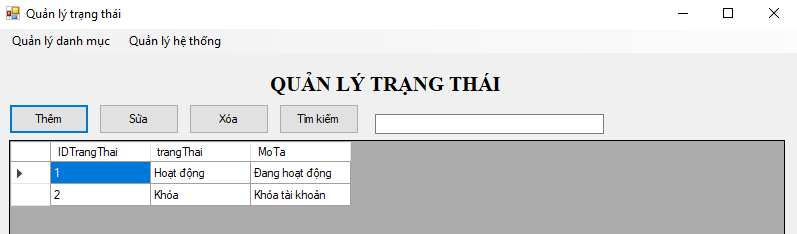 Quản lý trạng thái
Quản lý danh mục Quản lý hệ thống
QUẢN LÝ TRẠNG THÁI
Thêm Sửa Xóa Tìm kiếm
IDTrangThai trangThai MoTa
1 Hoạt động Đang hoạt động
2 Khóa Khóa tài khoản